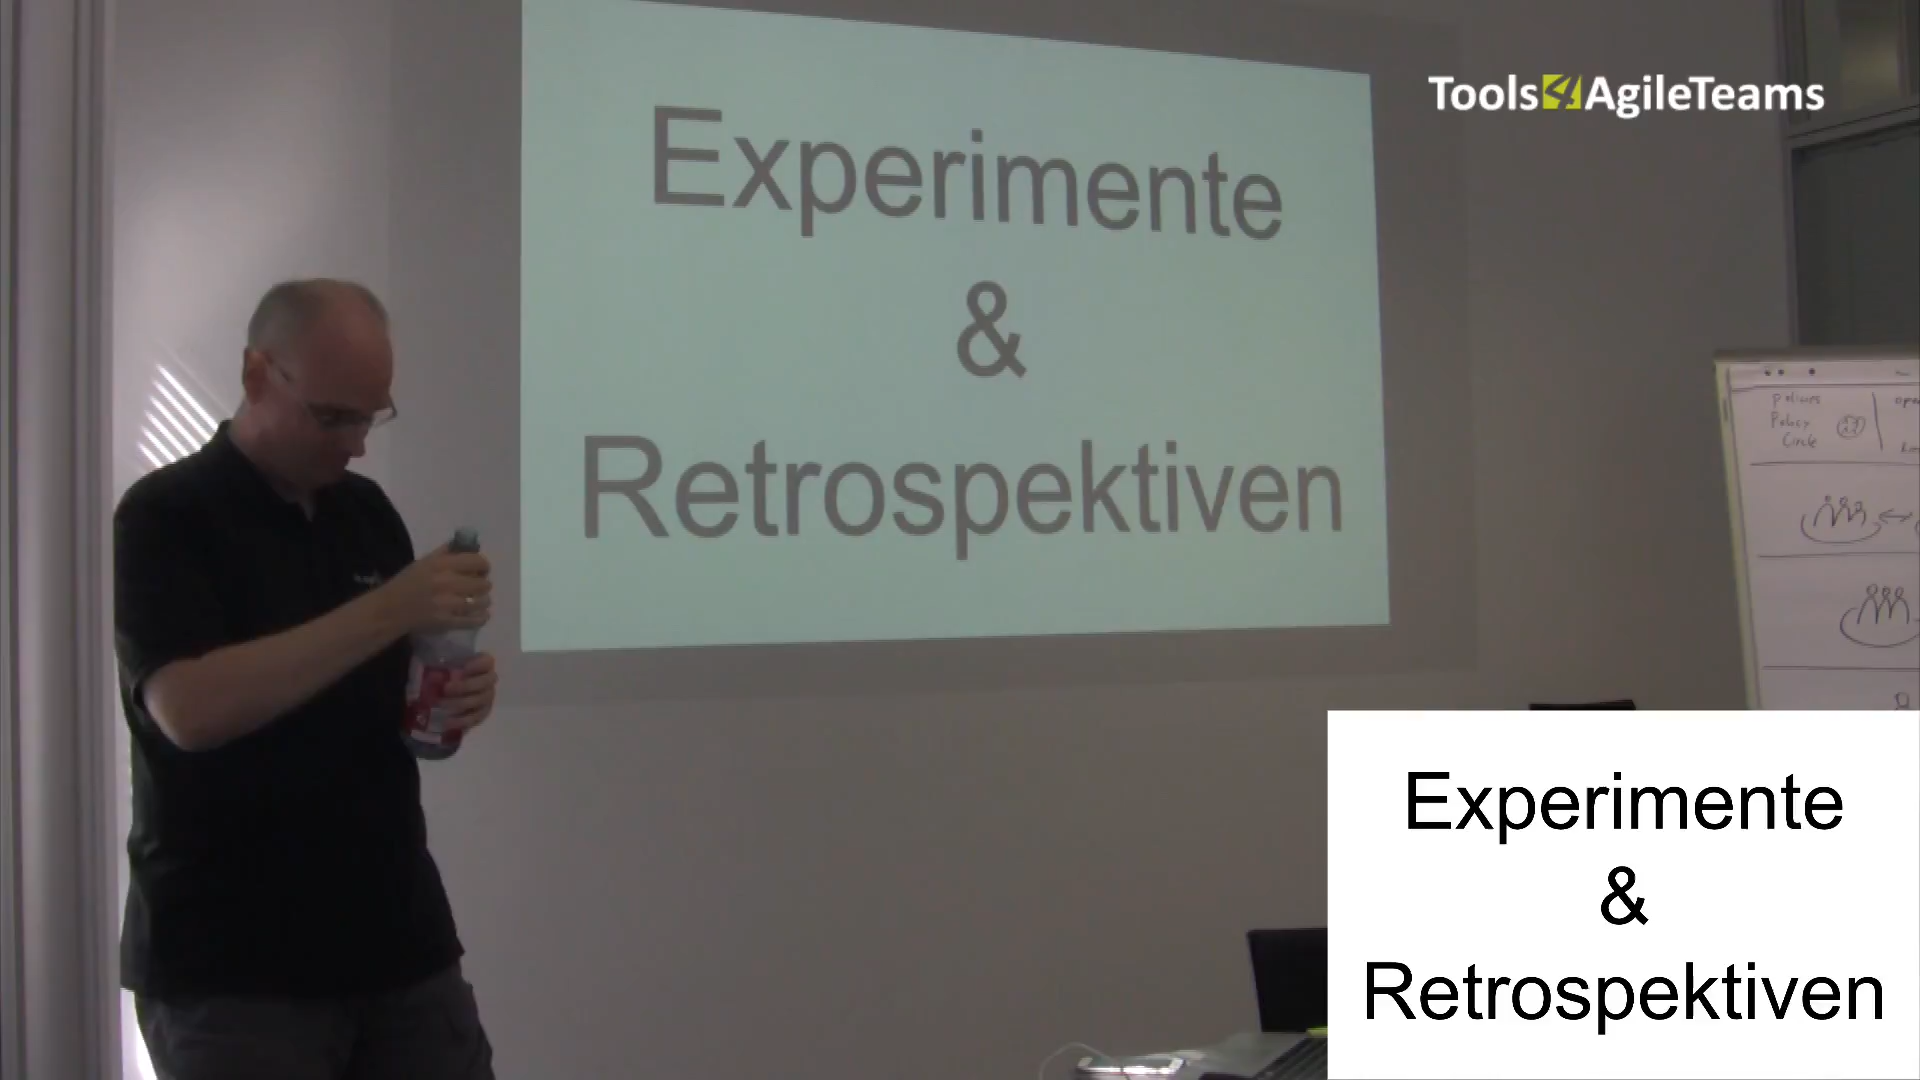 Experimente
&
Retrospektiven
Tools4AgileTeams
Policy
Circle
Experimente
&
Retrospektiven